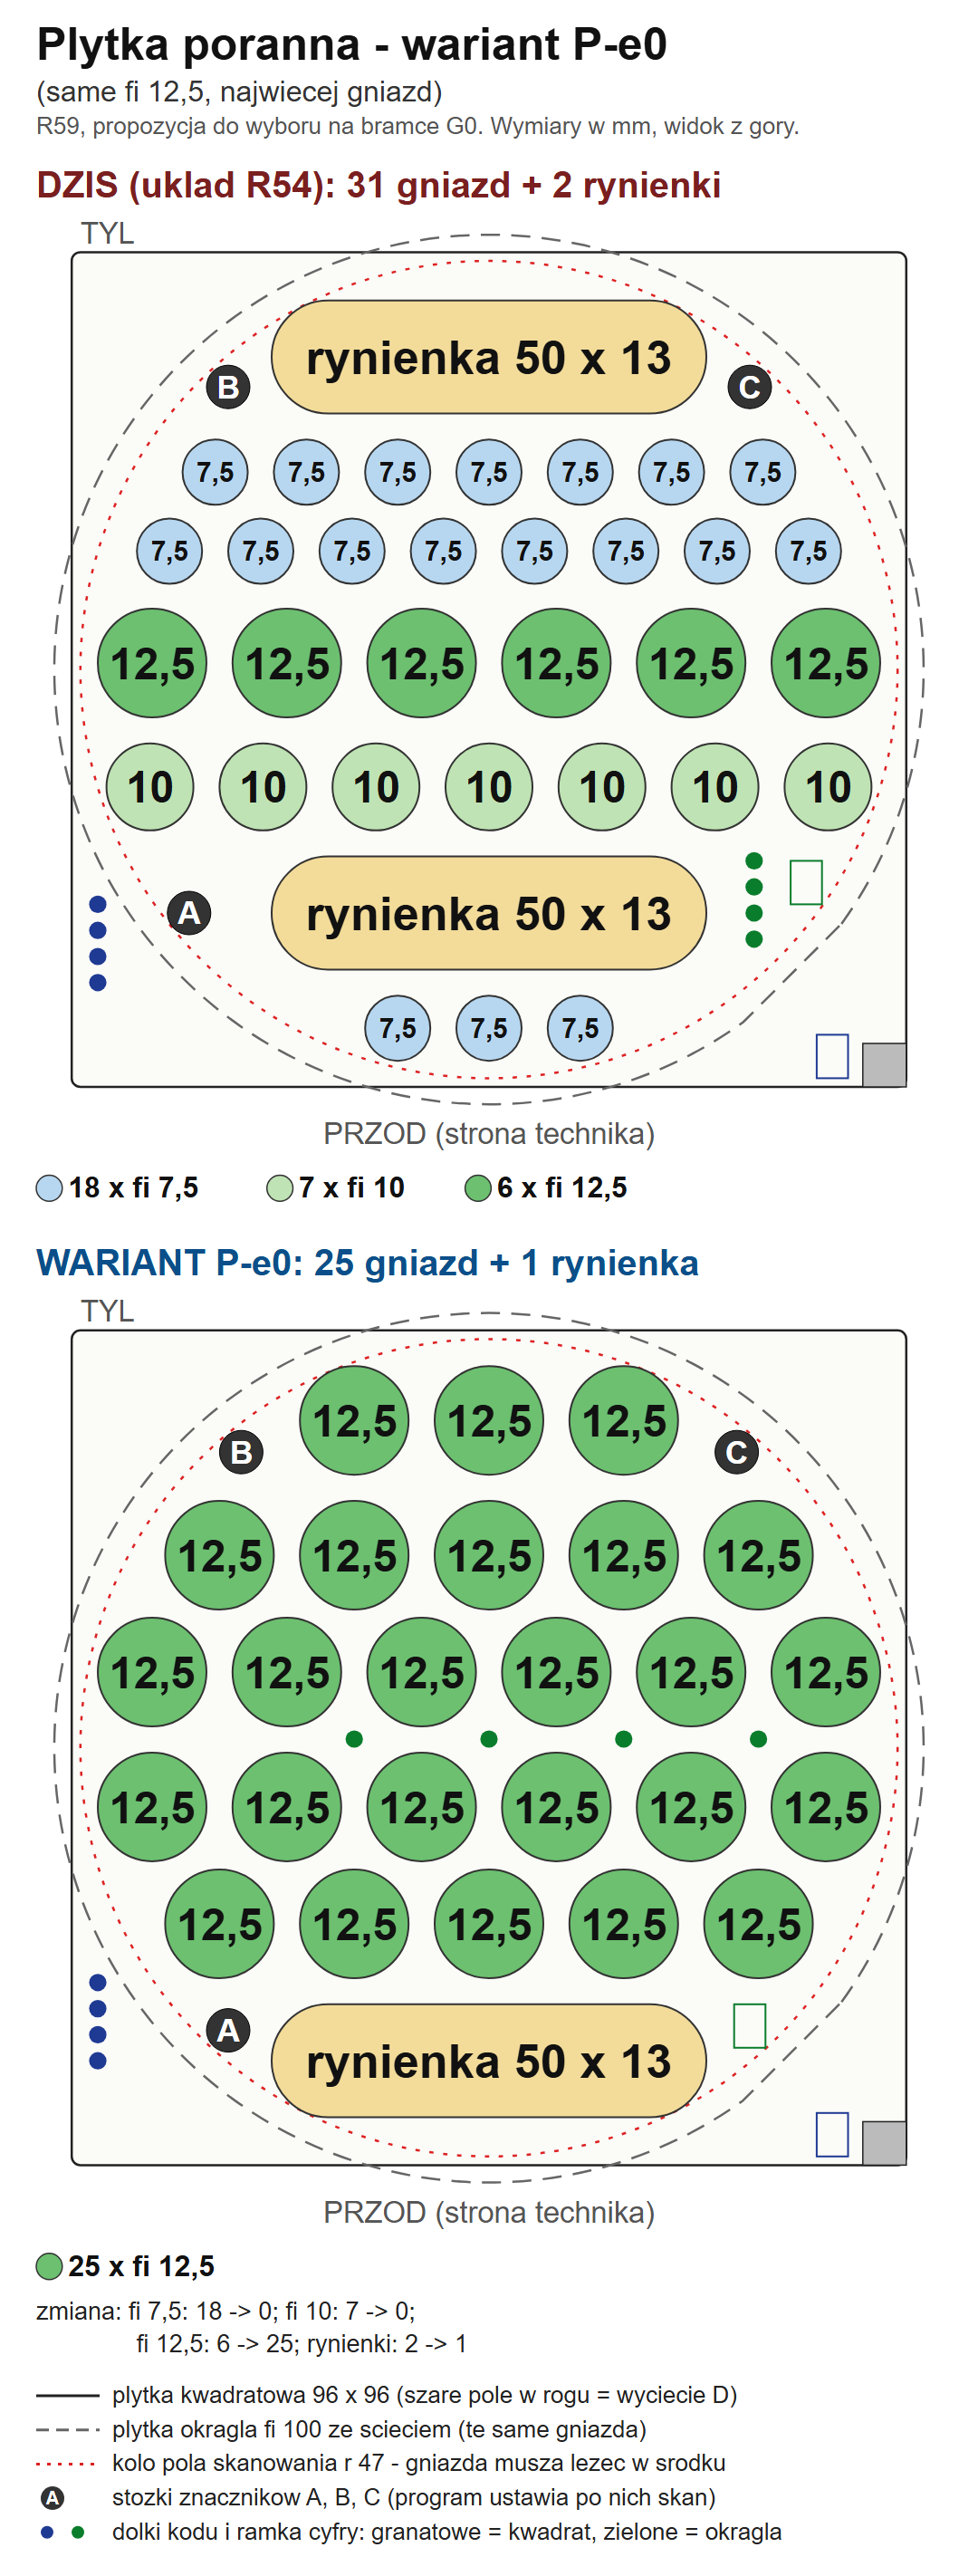 Plytka poranna - wariant P-e0
(same fi 12,5, najwiecej gniazd)
R59, propozycja do wyboru na bramce G0. Wymiary w mm, widok z gory.
DZIS (uklad R54): 31 gniazd + 2 rynienki
TYL
rynienka 50 x 13
B C
7,5 7,5 7,5 7,5 7,5 7,5 7,5
7,5 7,5 7,5 7,5 7,5 7,5 7,5 7,5
12,5 12,5 12,5 12,5 12,5 12,5
10 10 10 10 10 10 10
A rynienka 50 x 13
7,5 7,5 7,5
PRZOD (strona technika)
18 x fi 7,5 7 x fi 10 6 x fi 12,5
WARIANT P-e0: 25 gniazd + 1 rynienka
TYL
12,5 12,5 12,5
B C
12,5 12,5 12,5 12,5 12,5
12,5 12,5 12,5 12,5 12,5 12,5
12,5 12,5 12,5 12,5 12,5 12,5
12,5 12,5 12,5 12,5 12,5
A rynienka 50 x 13
PRZOD (strona technika)
25 x fi 12,5
zmiana: fi 7,5: 18 -> 0; fi 10: 7 -> 0;
fi 12,5: 6 -> 25; rynienki: 2 -> 1
plytka kwadratowa 96 x 96 (szare pole w rogu = wyciecie D)
plytka okragla fi 100 ze scieciem (te same gniazda)
kolo pola skanowania r 47 - gniazda musza lezec w srodku
A stozki znacznikow A, B, C (program ustawia po nich skan)
dolki kodu i ramka cyfry: granatowe = kwadrat, zielone = okragla